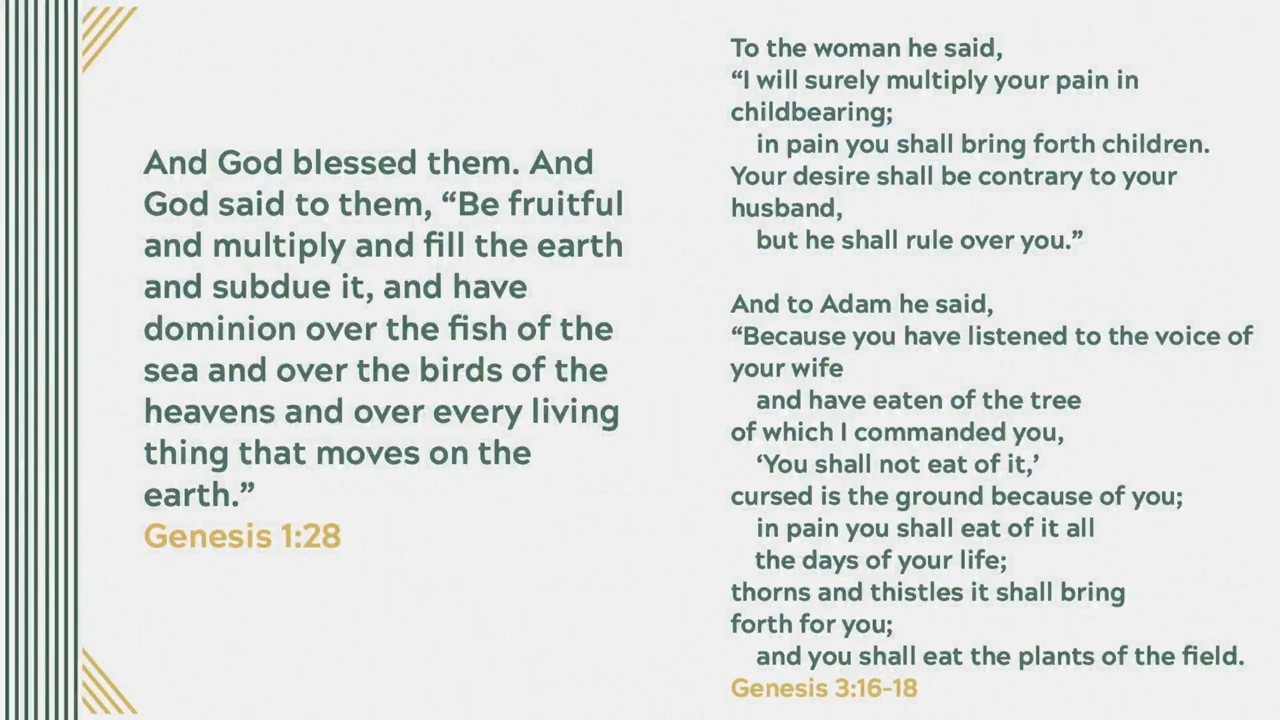 And God blessed them. And
God said to them, “Be fruitful
and multiply and fill the earth
and subdue it, and have
dominion over the fish of the
sea and over the birds of the
heavens and over every living
thing that moves on the
earth.”
Genesis 1:28
To the woman he said,
“I will surely multiply your pain in
childbearing;
in pain you shall bring forth children.
Your desire shall be contrary to your
husband,
but he shall rule over you.”
And to Adam he said,
“Because you have listened to the voice of
your wife
and have eaten of the tree
of which I commanded you,
‘You shall not eat of it,’
cursed is the ground because of you;
in pain you shall eat of it all
the days of your life;
thorns and thistles it shall bring
forth for you;
and you shall eat the plants of the field.
Genesis 3:16-18